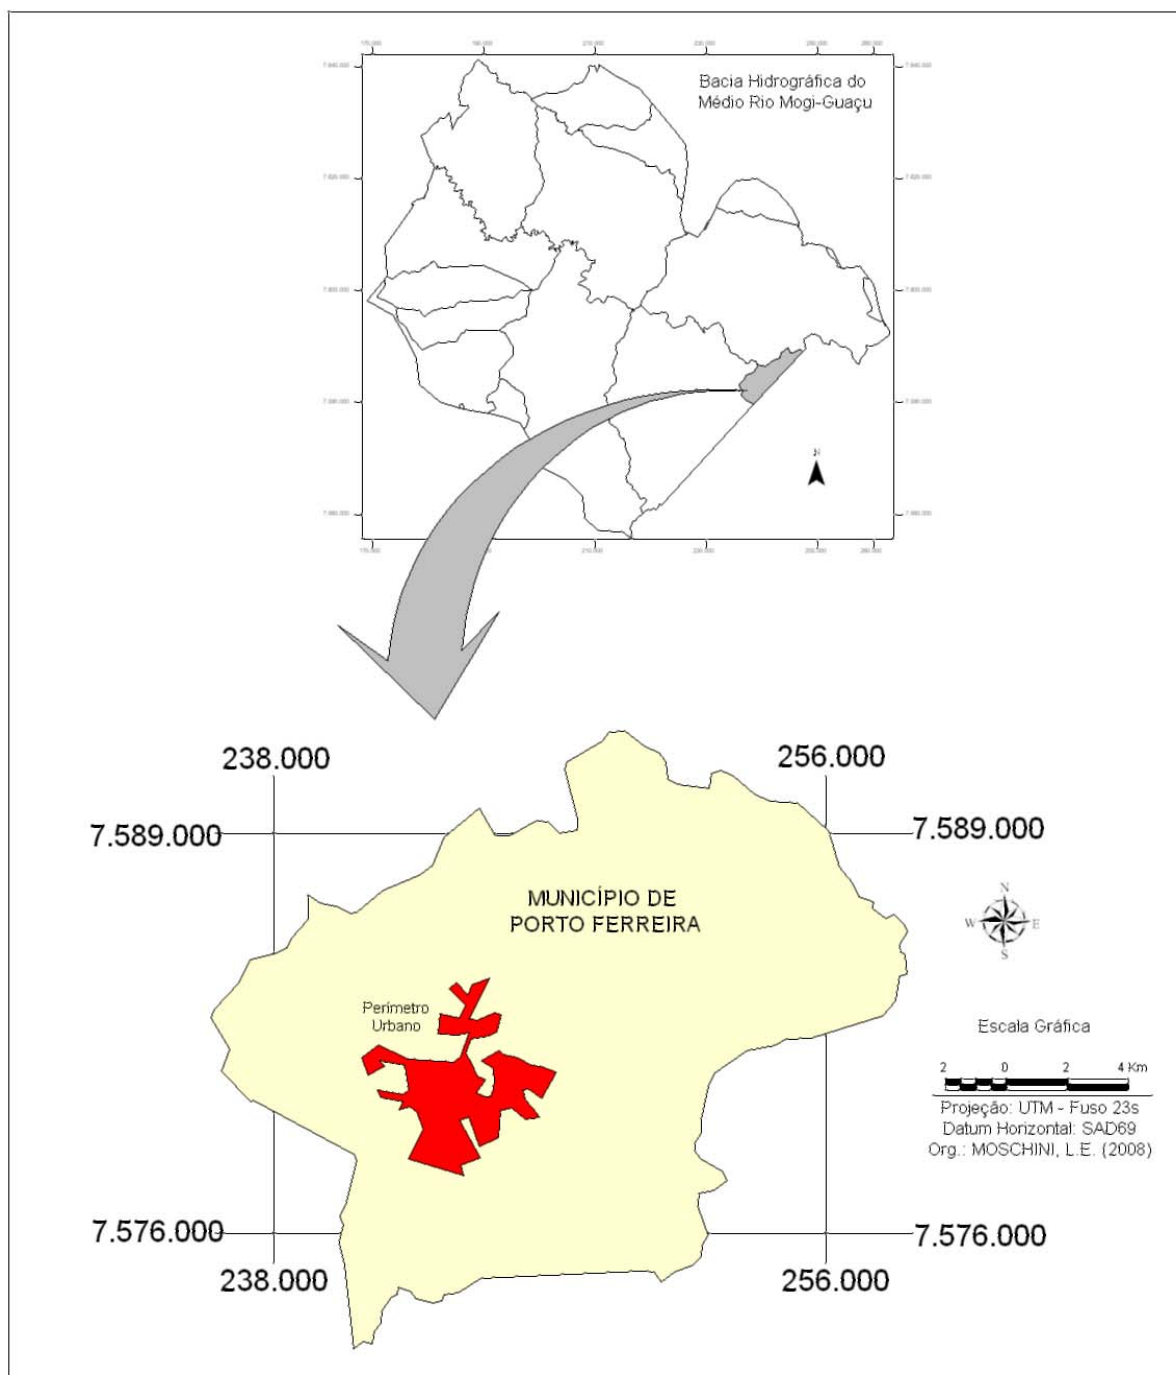 Bacia Hidrográfica do
Médio Rio Mogi-Guaçu
N
238.000
256.000
7.589.000
7.589.000
MUNICÍPIO DE
PORTO FERREIRA
N
W
E
S
Perímetro
Urbano
Escala Gráfica
2 0 2 4 Km
Projeção: UTM - Fuso 23s
Datum Horizontal: SAD69
Org.: MOSCHINI, L.E. (2008)
7.576.000
7.576.000
238.000
256.000